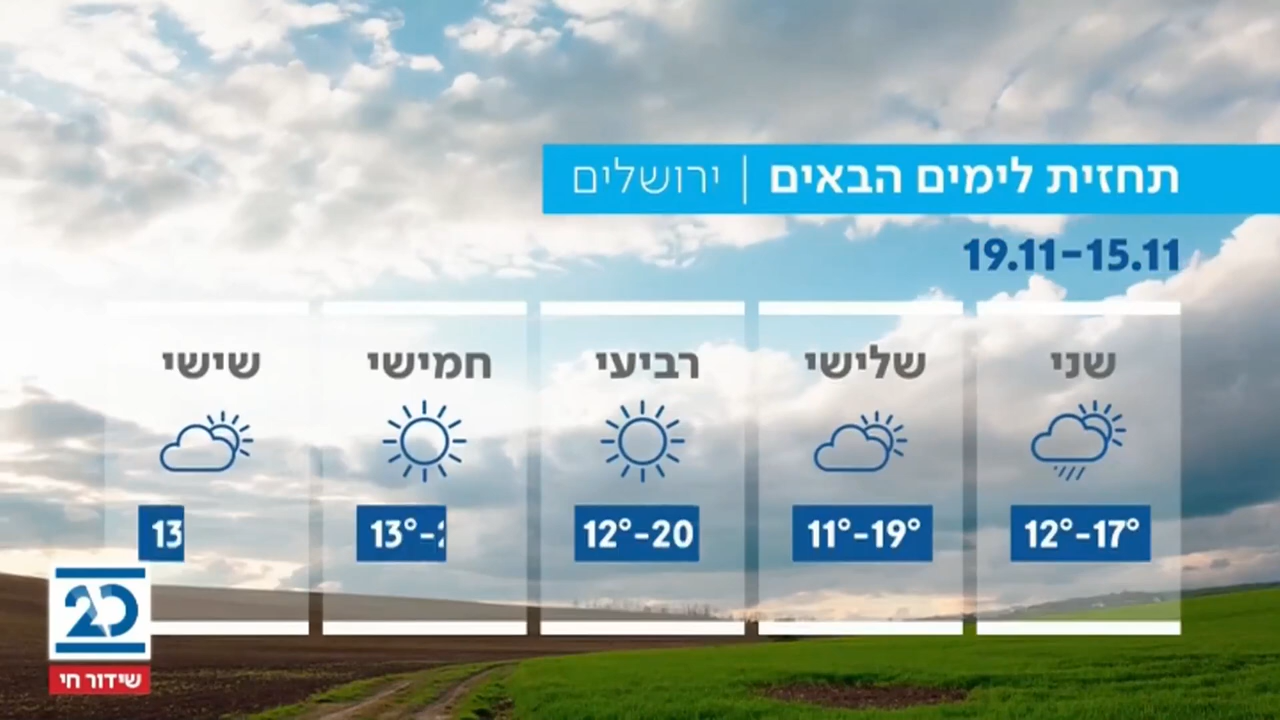 תחזית לימים הבאים | ירושלים
19.11-15.11
שני
12°-17°
שלישי
11°-19°
רביעי
12°-20
חמישי
13°-2
שישי
13
20
שידור חי